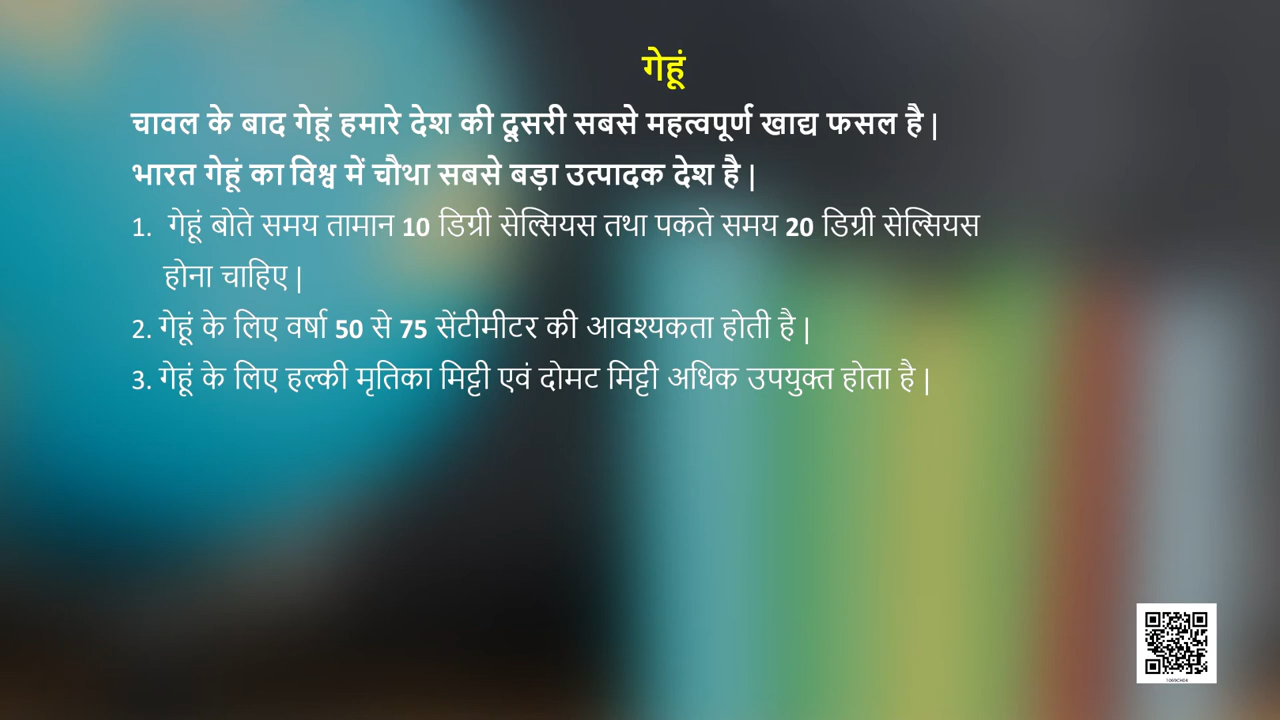 गेहूं
चावल के बाद गेहूं हमारे देश की दूसरी सबसे महत्वपूर्ण खाद्य फसल है |
भारत गेहूं का विश्व में चौथा सबसे बड़ा उत्पादक देश है |
1. गेहूं बोते समय तामान 10 डिग्री सेल्सियस तथा पकते समय 20 डिग्री सेल्सियस
होना चाहिए |
2. गेहूं के लिए वर्षा 50 से 75 सेंटीमीटर की आवश्यकता होती है |
3. गेहूं के लिए हल्की मृतिका मिट्टी एवं दोमट मिट्टी अधिक उपयुक्त होता है |